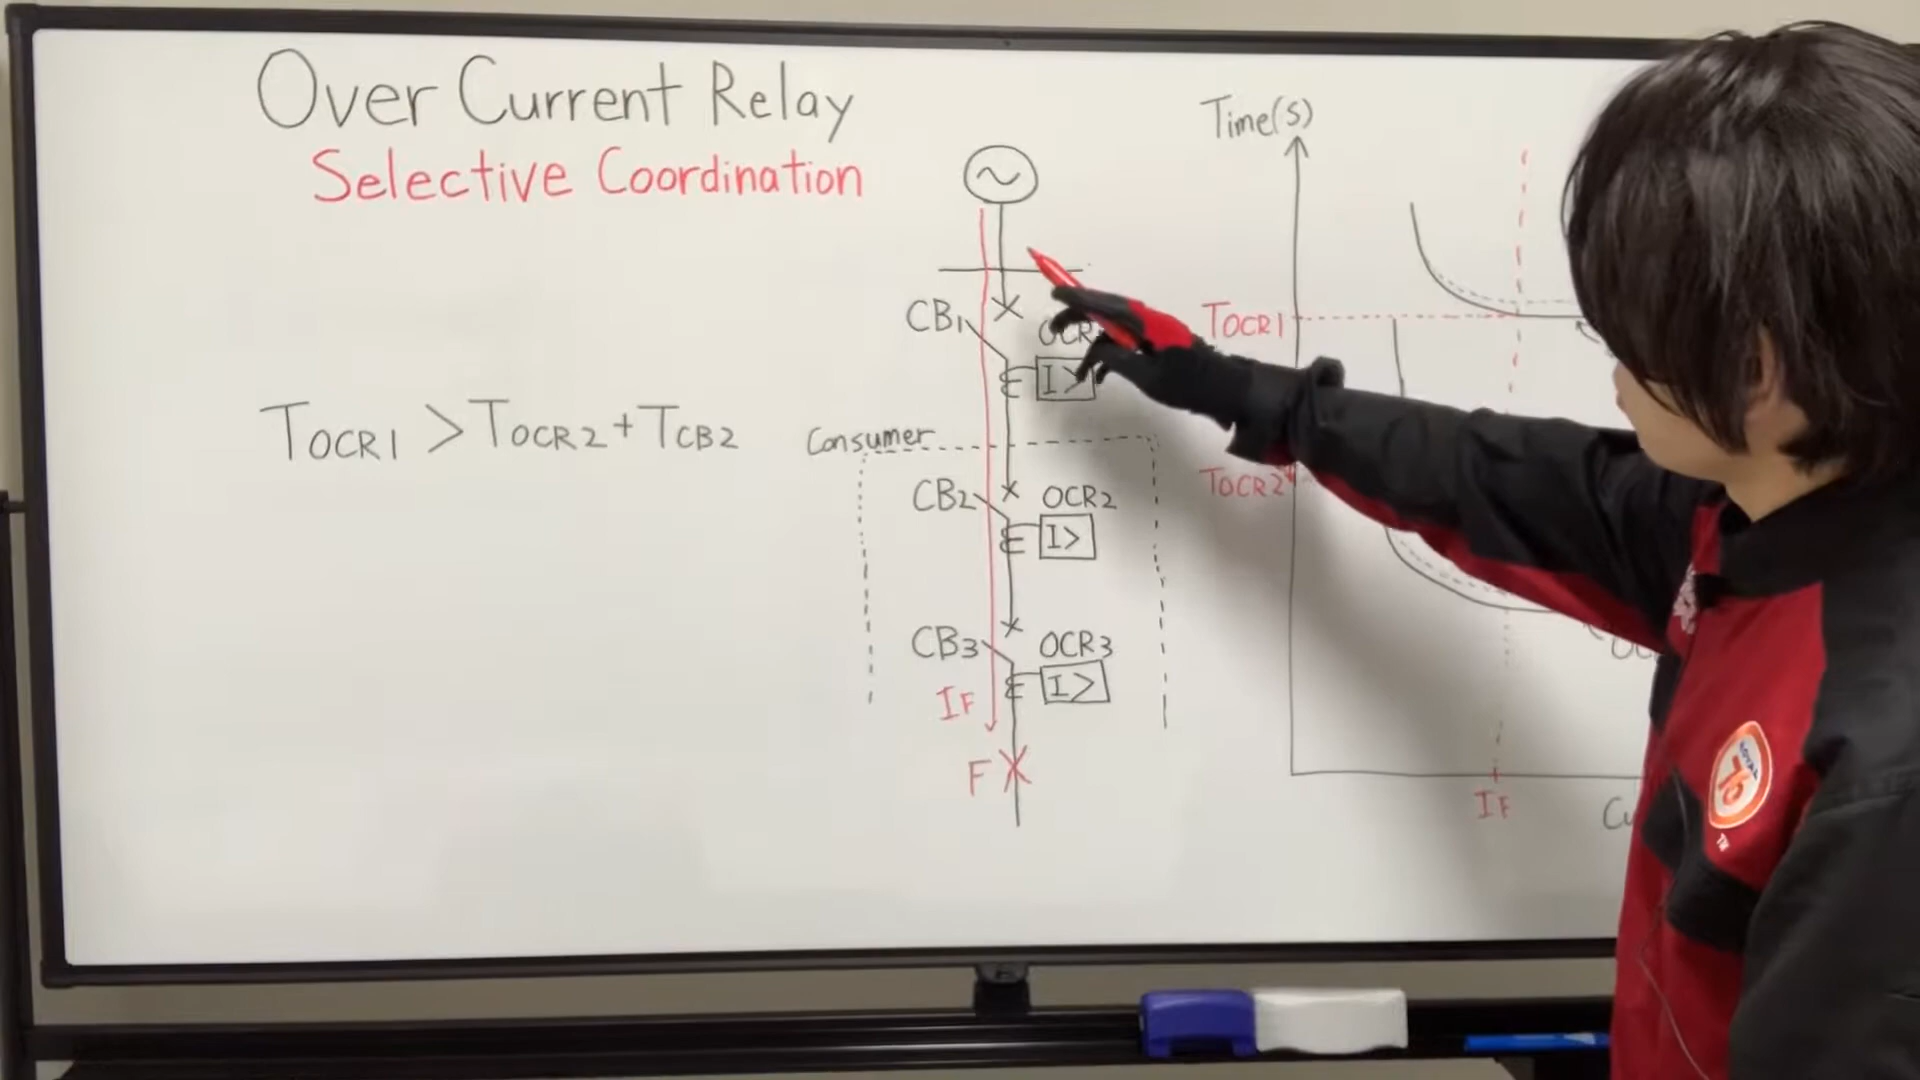 Over Current Relay
Selective Coordination
TOCR1 > TOCR2 + TCB2
CB1
I>
Consumer
CB2
OCR2
I>
CB3
OCR3
I>
IF
F
Time(s)
TOCR1
TOCR2
IF
76